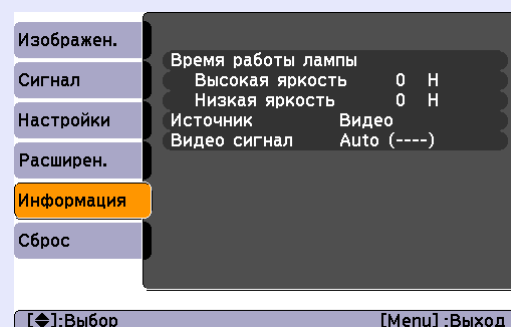 Изображен.
Сигнал
Настройки
Расширен.
Информация
Сброс
Время работы лампы
Высокая яркость 0 H
Низкая яркость 0 H
Источник Видео
Видео сигнал Auto (----)
[◆]:Выбор [Menu] :Выход